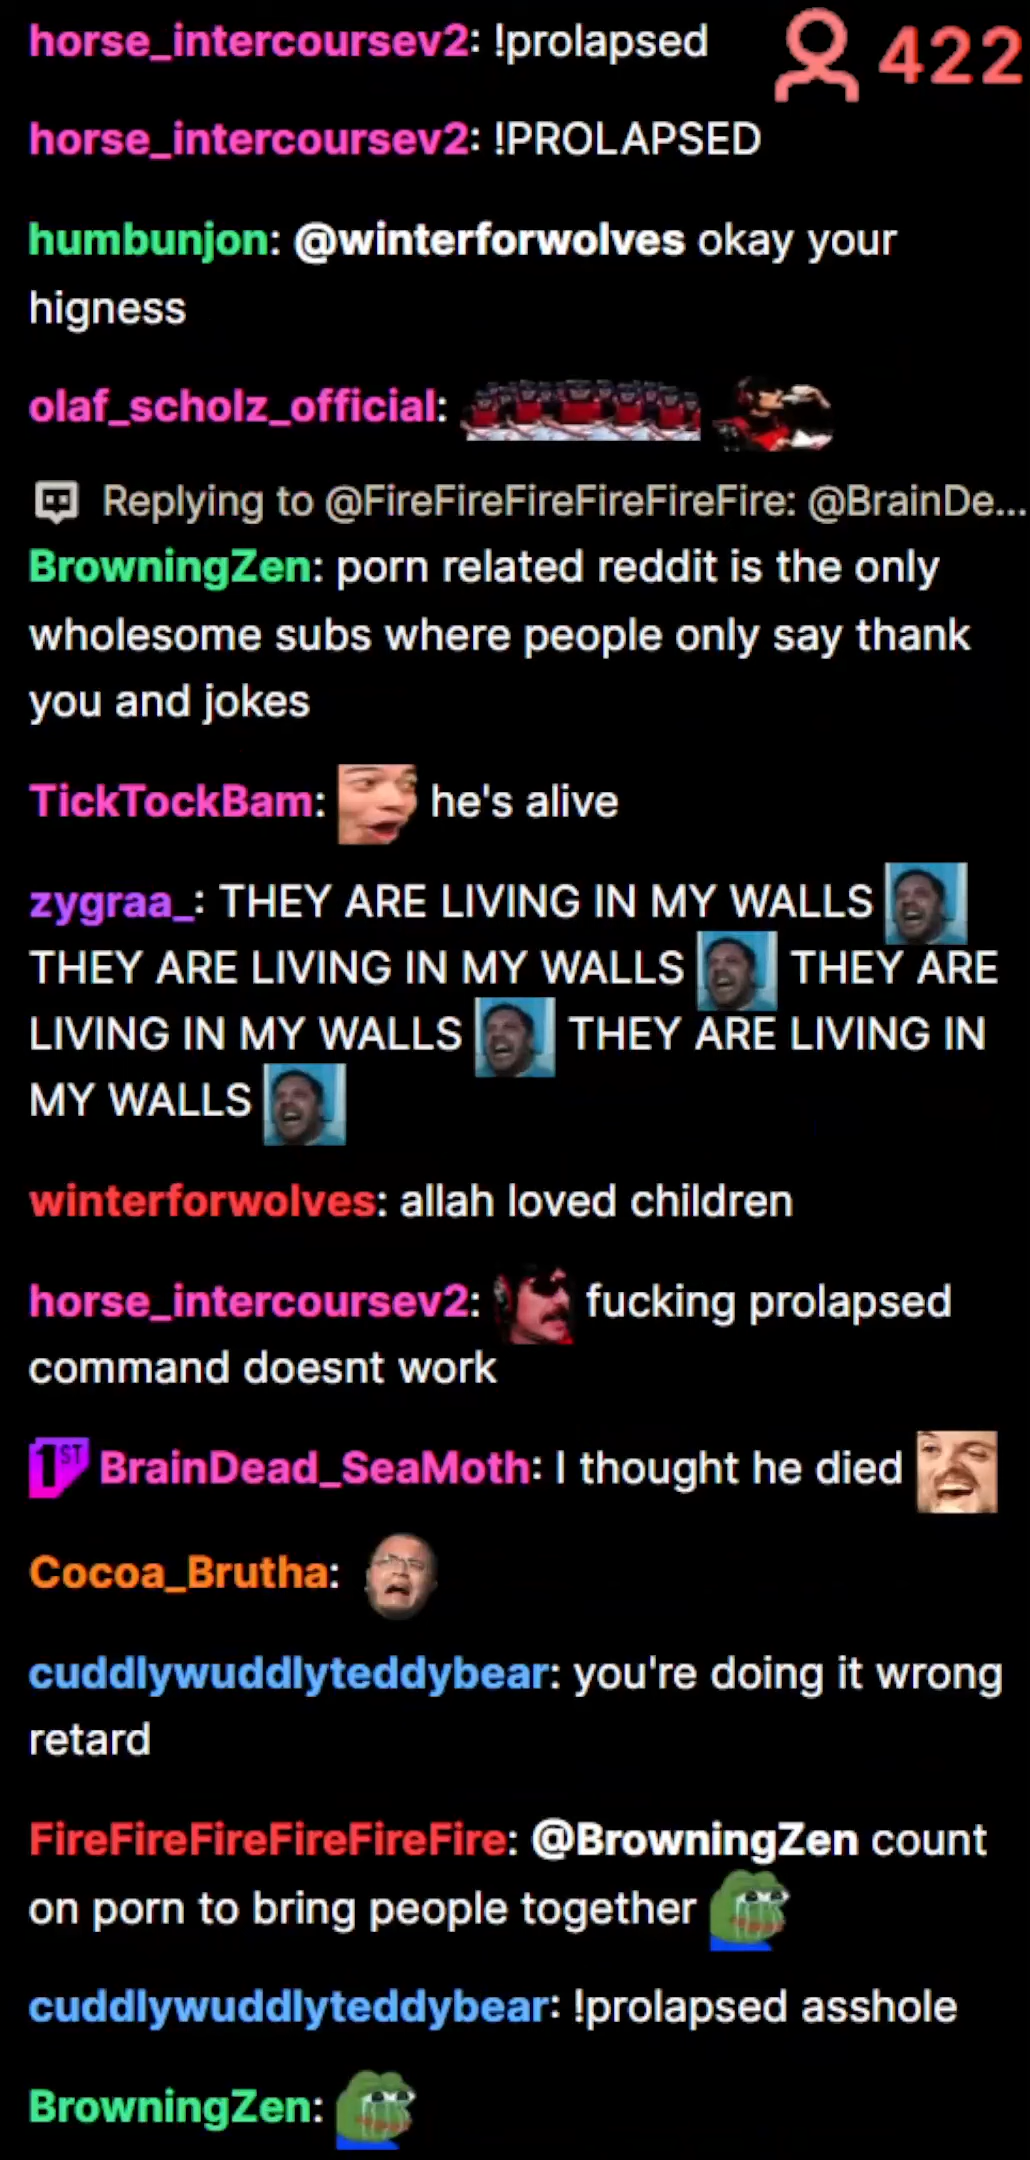 horse_intercoursev2: !prolapsed 422
horse_intercoursev2: !PROLAPSED
humbunjon: @winterforwolves okay your
higness
olaf_scholz_official:
Replying to @FireFireFireFireFireFire: @BrainDe...
BrowningZen: porn related reddit is the only
wholesome subs where people only say thank
you and jokes
TickTockBam: he's alive
zygraa_: THEY ARE LIVING IN MY WALLS
THEY ARE LIVING IN MY WALLS THEY ARE
LIVING IN MY WALLS THEY ARE LIVING IN
MY WALLS
winterforwolves: allah loved children
horse_intercoursev2: fucking prolapsed
command doesnt work
1ST BrainDead_SeaMoth: I thought he died
Cocoa_Brutha:
cuddlywuddlyteddybear: you're doing it wrong
retard
FireFireFireFireFireFire: @BrowningZen count
on porn to bring people together
cuddlywuddlyteddybear: !prolapsed asshole
BrowningZen: